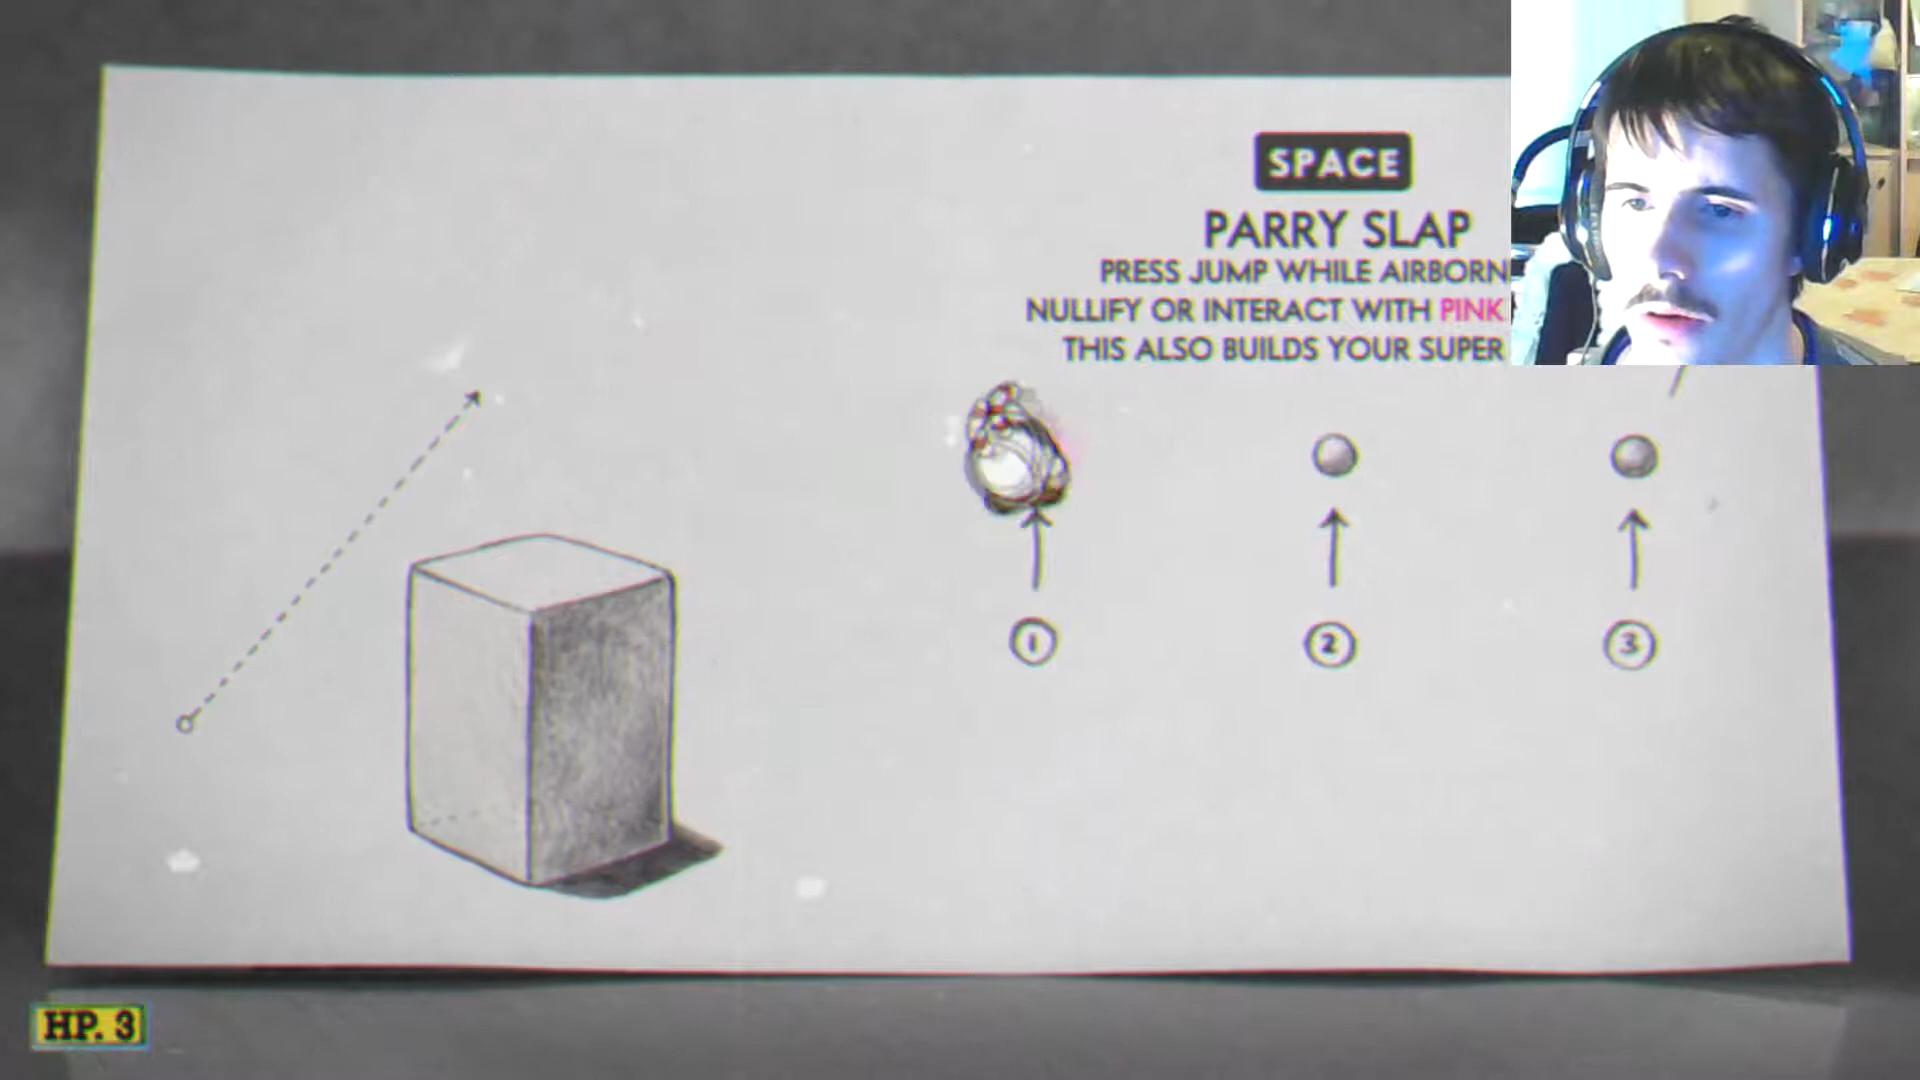 SPACE
PARRY SLAP
PRESS JUMP WHILE AIRBORN
NULLIFY OR INTERACT WITH PINK
THIS ALSO BUILDS YOUR SUPER
1
2
3
HP. 3